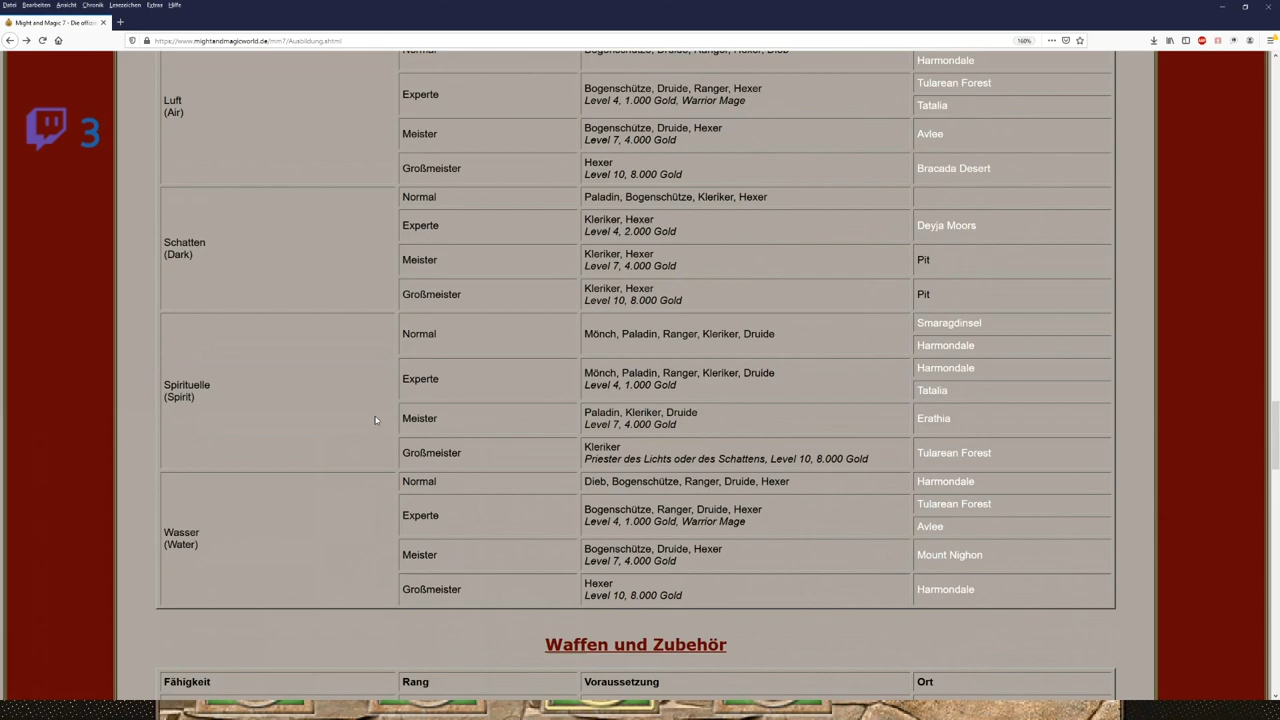 Datei Bearbeiten Ansicht Chronik Lesezeichen Extras Hilfe
Might and Magic 7 - Die offizie
https://www.mightandmagicworld.de/mm7/Ausbildung.shtml
160%
3
Normal
Bogenschütze, Druide, Ranger, Hexer, Dieb
Harmondale
Luft
(Air)
Experte
Bogenschütze, Druide, Ranger, Hexer
Level 4, 1.000 Gold, Warrior Mage
Tularean Forest
Tatalia
Meister
Bogenschütze, Druide, Hexer
Level 7, 4.000 Gold
Avlee
Großmeister
Hexer
Level 10, 8.000 Gold
Bracada Desert
Schatten
(Dark)
Normal
Paladin, Bogenschütze, Kleriker, Hexer
Experte
Kleriker, Hexer
Level 4, 2.000 Gold
Deyja Moors
Meister
Kleriker, Hexer
Level 7, 4.000 Gold
Pit
Großmeister
Kleriker, Hexer
Level 10, 8.000 Gold
Pit
Spirituelle
(Spirit)
Normal
Mönch, Paladin, Ranger, Kleriker, Druide
Smaragdinsel
Harmondale
Experte
Mönch, Paladin, Ranger, Kleriker, Druide
Level 4, 1.000 Gold
Harmondale
Tatalia
Meister
Paladin, Kleriker, Druide
Level 7, 4.000 Gold
Erathia
Großmeister
Kleriker
Priester des Lichts oder des Schattens, Level 10, 8.000 Gold
Tularean Forest
Wasser
(Water)
Normal
Dieb, Bogenschütze, Ranger, Druide, Hexer
Harmondale
Experte
Bogenschütze, Ranger, Druide, Hexer
Level 4, 1.000 Gold, Warrior Mage
Tularean Forest
Avlee
Meister
Bogenschütze, Druide, Hexer
Level 7, 4.000 Gold
Mount Nighon
Großmeister
Hexer
Level 10, 8.000 Gold
Harmondale
Waffen und Zubehör
Fähigkeit Rang Voraussetzung Ort